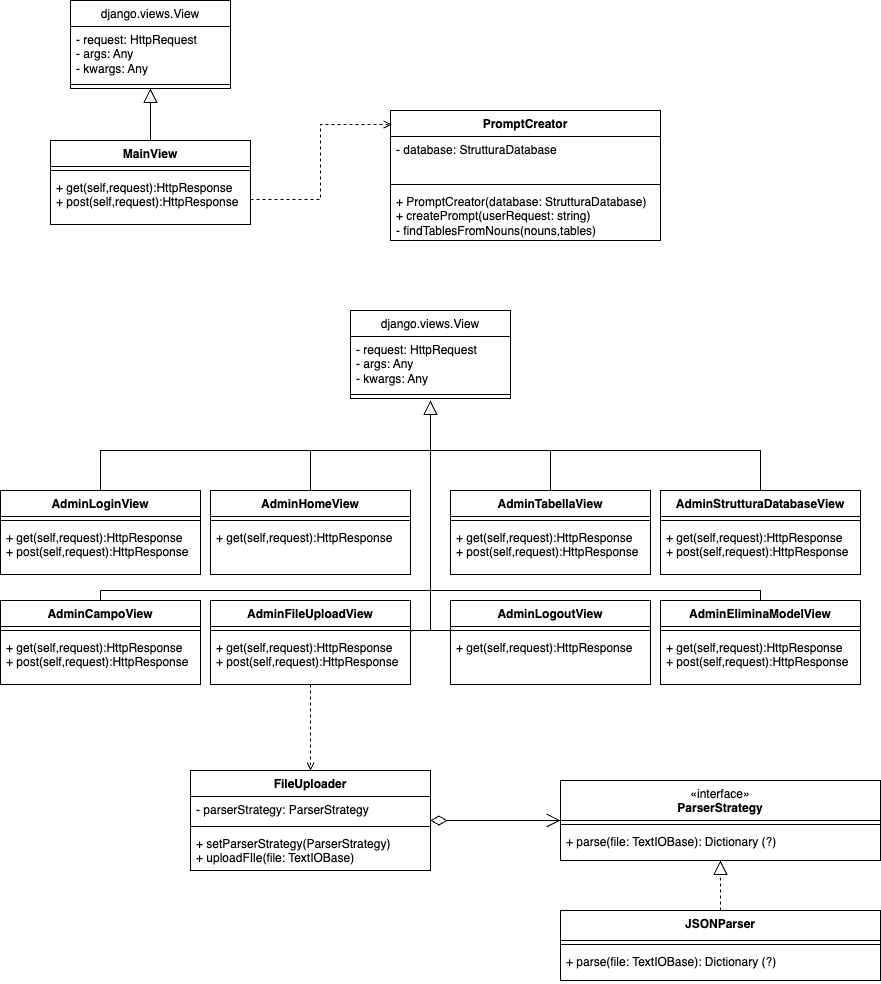 django.views.View
- request: HttpRequest
- args: Any
- kwargs: Any
MainView
+ get(self,request):HttpResponse
+ post(self,request):HttpResponse
PromptCreator
- database: StrutturaDatabase
+ PromptCreator(database: StrutturaDatabase)
+ createPrompt(userRequest: string)
- findTablesFromNouns(nouns,tables)
django.views.View
- request: HttpRequest
- args: Any
- kwargs: Any
AdminLoginView
+ get(self,request):HttpResponse
+ post(self,request):HttpResponse
AdminHomeView
+ get(self,request):HttpResponse
AdminTabellaView
+ get(self,request):HttpResponse
+ post(self,request):HttpResponse
AdminStrutturaDatabaseView
+ get(self,request):HttpResponse
+ post(self,request):HttpResponse
AdminCampoView
+ get(self,request):HttpResponse
+ post(self,request):HttpResponse
AdminFileUploadView
+ get(self,request):HttpResponse
+ post(self,request):HttpResponse
AdminLogoutView
+ get(self,request):HttpResponse
AdminEliminaModelView
+ get(self,request):HttpResponse
+ post(self,request):HttpResponse
FileUploader
- parserStrategy: ParserStrategy
+ setParserStrategy(ParserStrategy)
+ uploadFIle(file: TextIOBase)
«interface»
ParserStrategy
+ parse(file: TextIOBase): Dictionary (?)
JSONParser
+ parse(file: TextIOBase): Dictionary (?)